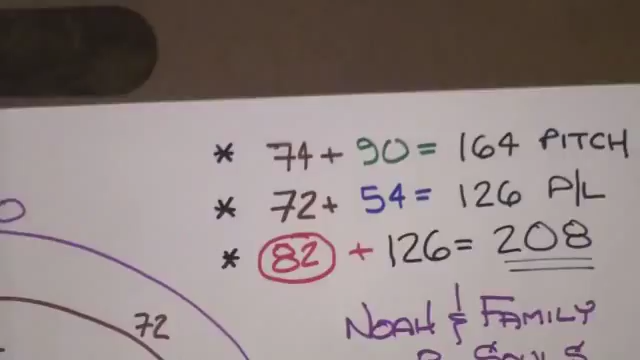 * 74 + 90 = 164 PITCH
* 72 + 54 = 126 P/L
* 82 + 126 = 208
72
NOAH & FAMILY